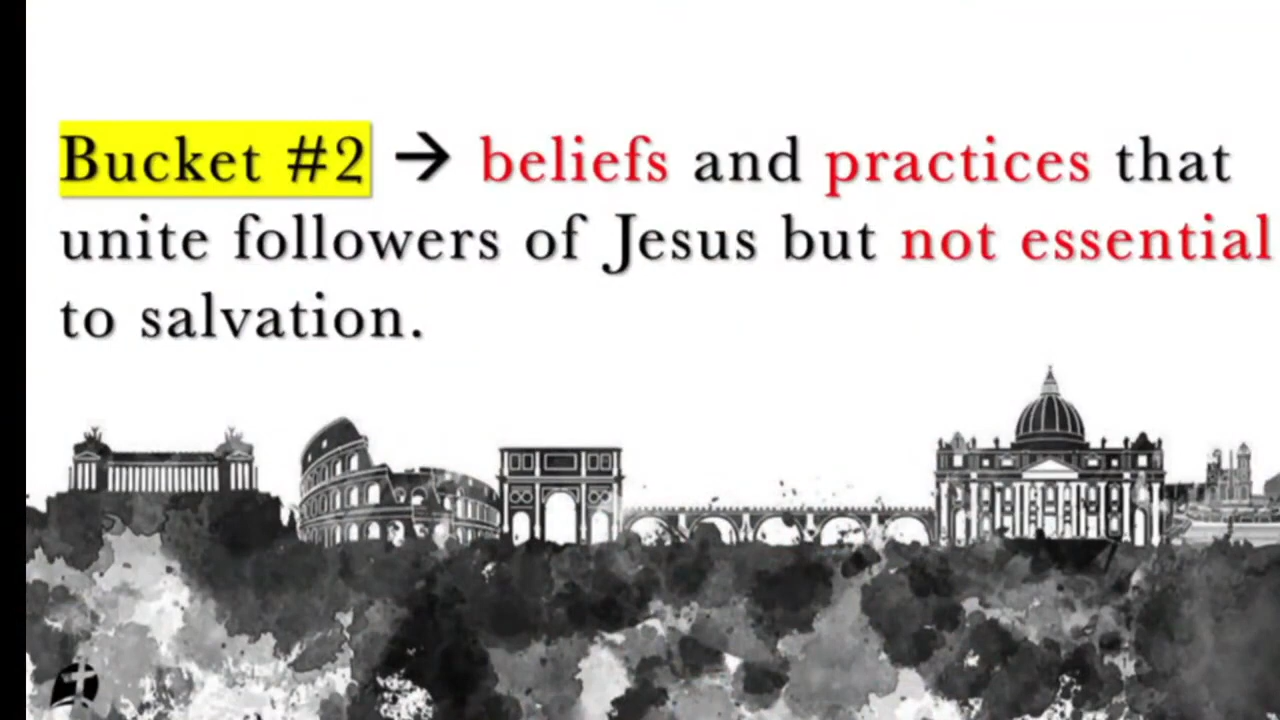 Bucket #2 → beliefs and practices that
unite followers of Jesus but not essential
to salvation.